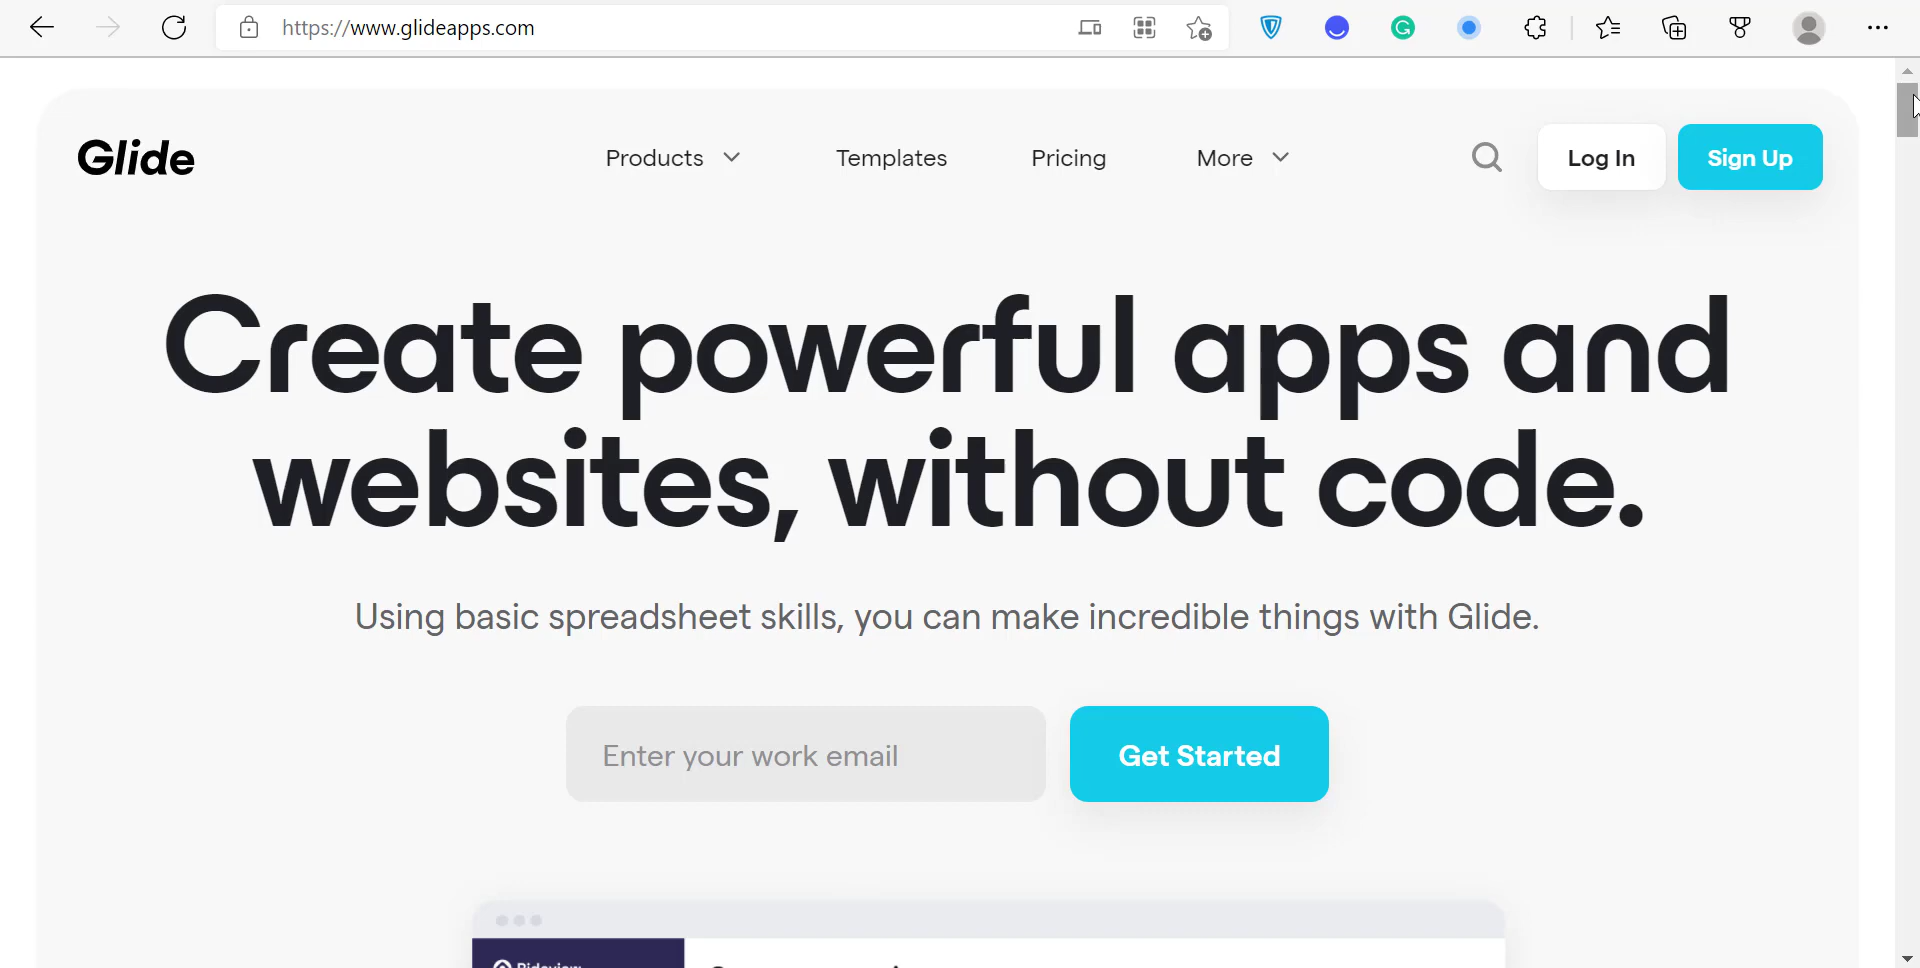 https://www.glideapps.com
Glide
Products
Templates
Pricing
More
Log In
Sign Up
Create powerful apps and
websites, without code.
Using basic spreadsheet skills, you can make incredible things with Glide.
Enter your work email
Get Started